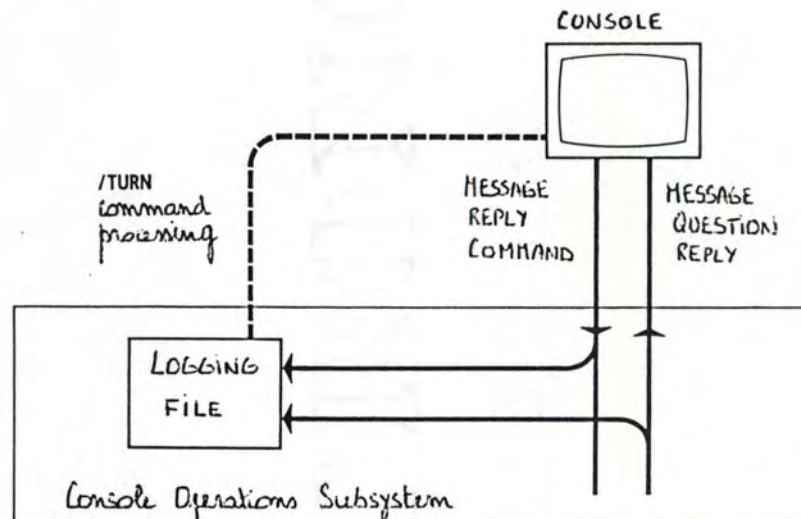 CONSOLE
/TURN
command
processing
MESSAGE
REPLY
COMMAND
MESSAGE
QUESTION
REPLY
LOGGING
FILE
Console Operations Subsystem